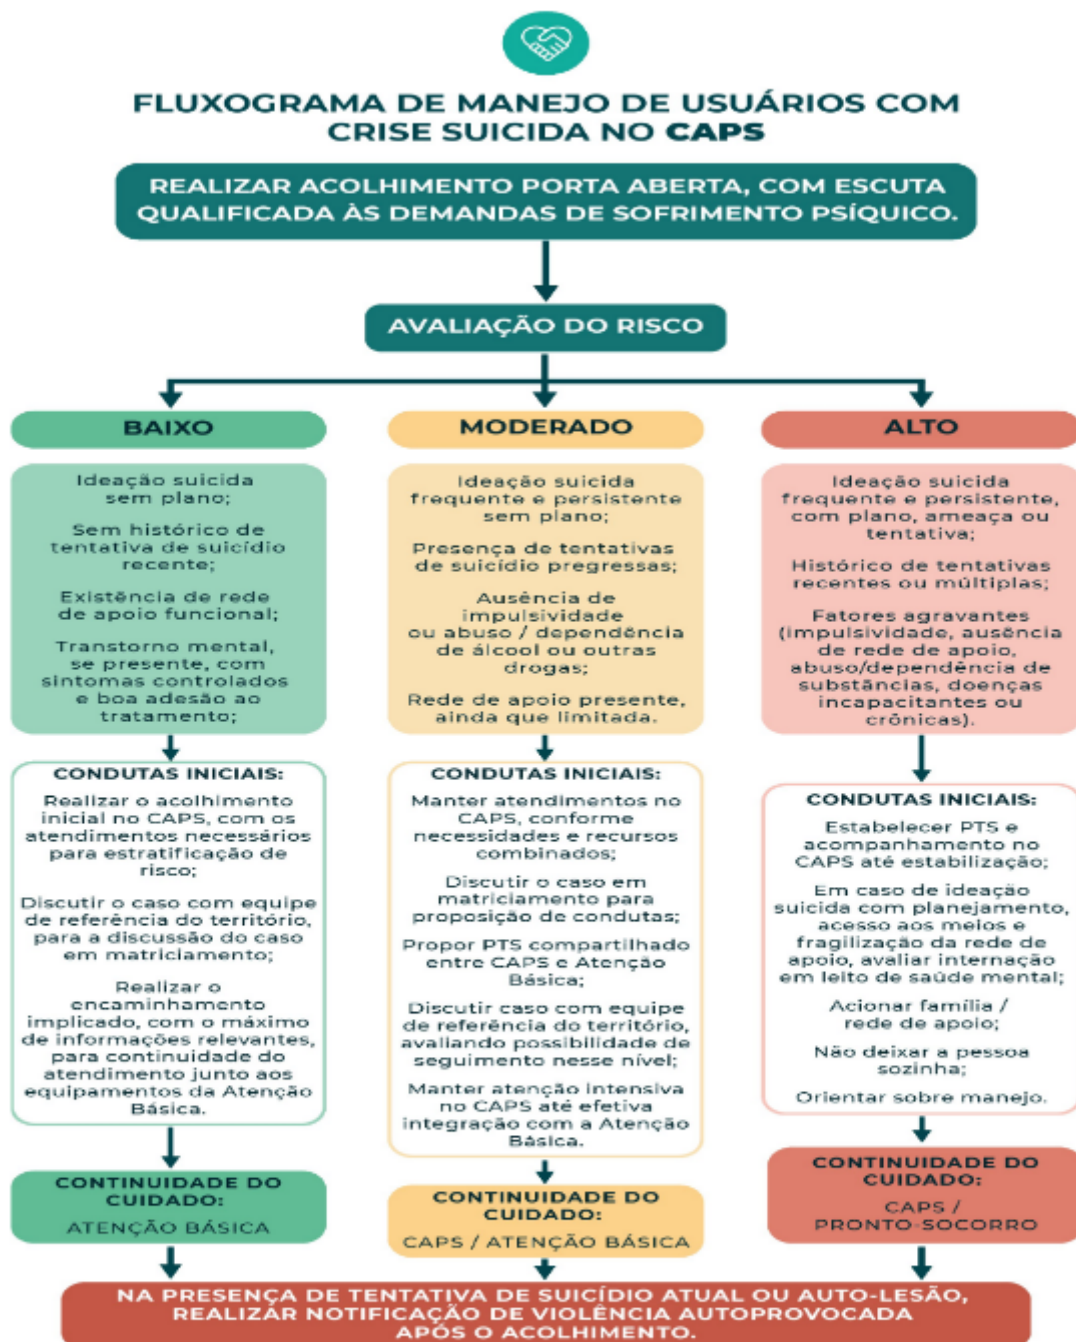 FLUXOGRAMA DE MANEJO DE USUÁRIOS COM
CRISE SUICIDA NO CAPS
REALIZAR ACOLHIMENTO PORTA ABERTA, COM ESCUTA
QUALIFICADA ÀS DEMANDAS DE SOFRIMENTO PSÍQUICO.
AVALIAÇÃO DO RISCO
BAIXO
Ideação suicida
sem plano;
Sem histórico de
tentativa de suicídio
recente;
Existência de rede
de apoio funcional;
Transtorno mental,
se presente, com
sintomas controlados
e boa adesão ao
tratamento;
CONDUTAS INICIAIS:
Realizar o acolhimento
inicial no CAPS, com os
atendimentos necessários
para estratificação de
risco;
Discutir o caso com equipe
de referência do território,
para a discussão do caso
em matriciamento;
Realizar o
encaminhamento
implicado, com o máximo
de informações relevantes,
para continuidade do
atendimento junto aos
equipamentos da Atenção
Básica.
CONTINUIDADE DO
CUIDADO:
ATENÇÃO BÁSICA
MODERADO
Ideação suicida
frequente e persistente
sem plano;
Presença de tentativas
de suicídio pregressas;
Ausência de
impulsividade
ou abuso / dependência
de álcool ou outras
drogas;
Rede de apoio presente,
ainda que limitada.
CONDUTAS INICIAIS:
Manter atendimentos no
CAPS, conforme
necessidades e recursos
combinados;
Discutir o caso em
matriciamento para
proposição de condutas;
Propor PTS compartilhado
entre CAPS e Atenção
Básica;
Discutir caso com equipe
de referência do território,
avaliando possibilidade de
seguimento nesse nível;
Manter atenção intensiva
no CAPS até efetiva
integração com a Atenção
Básica.
CONTINUIDADE DO
CUIDADO:
CAPS / ATENÇÃO BÁSICA
ALTO
Ideação suicida
frequente e persistente,
com plano, ameaça ou
tentativa;
Histórico de tentativas
recentes ou múltiplas;
Fatores agravantes
(impulsividade, ausência
de rede de apoio,
abuso/dependência de
substâncias, doenças
incapacitantes ou
crônicas).
CONDUTAS INICIAIS:
Estabelecer PTS e
acompanhamento no
CAPS até estabilização;
Em caso de ideação
suicida com planejamento,
acesso aos meios e
fragilização da rede de
apoio, avaliar internação
em leito de saúde mental;
Acionar família /
rede de apoio;
Não deixar a pessoa
sozinha;
Orientar sobre manejo.
CONTINUIDADE DO
CUIDADO:
CAPS /
PRONTO-SOCORRO
NA PRESENÇA DE TENTATIVA DE SUICÍDIO ATUAL OU AUTO-LESÃO,
REALIZAR NOTIFICAÇÃO DE VIOLÊNCIA AUTOPROVOCADA
APÓS O ACOLHIMENTO.